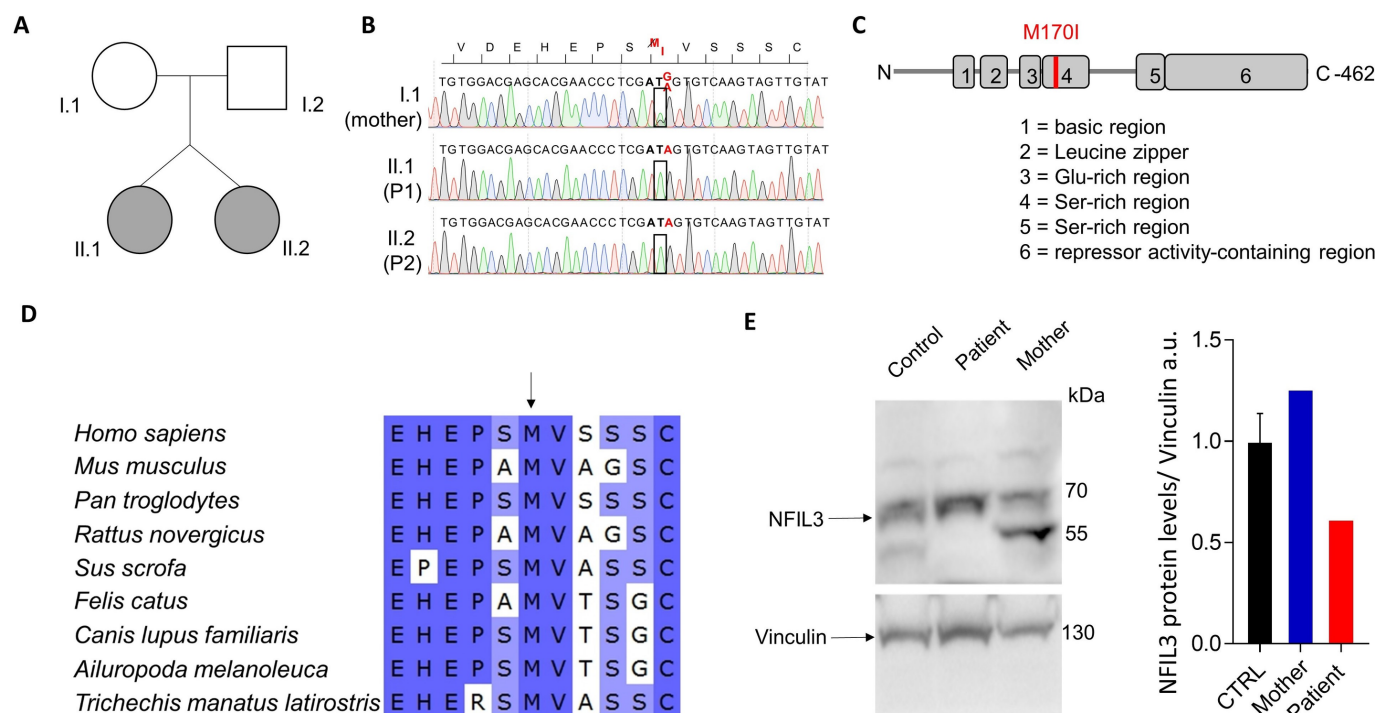 A
I.1
I.2
II.1
II.2
B
V D E H E P S M I V S S S C
TGTGGACGAGCACGAACCCTCGATGGTGTCAAGTAGTTGTAT
A
I.1
(mother)
TGTGGACGAGCACGAACCCTCGATAGTGTCAAGTAGTTGTAT
II.1
(P1)
TGTGGACGAGCACGAACCCTCGATAGTGTCAAGTAGTTGTAT
II.2
(P2)
C
M170I
N 1 2 3 4 5 6 C -462
1 = basic region
2 = Leucine zipper
3 = Glu-rich region
4 = Ser-rich region
5 = Ser-rich region
6 = repressor activity-containing region
D
Homo sapiens E H E P S M V S S S C
Mus musculus E H E P A M V A G S C
Pan troglodytes E H E P S M V S S S C
Rattus novergicus E H E P A M V A G S C
Sus scrofa E P E P S M V A S S C
Felis catus E H E P A M V T S G C
Canis lupus familiaris E H E P S M V T S G C
Ailuropoda melanoleuca E H E P S M V T S G C
Trichechis manatus latirostris E H E R S M V A S S C
E
Control Patient Mother
kDa
70
NFIL3
55
Vinculin
130
NFIL3 protein levels/ Vinculin a.u.
1.5
1.0
0.5
0.0
CTRL Mother Patient